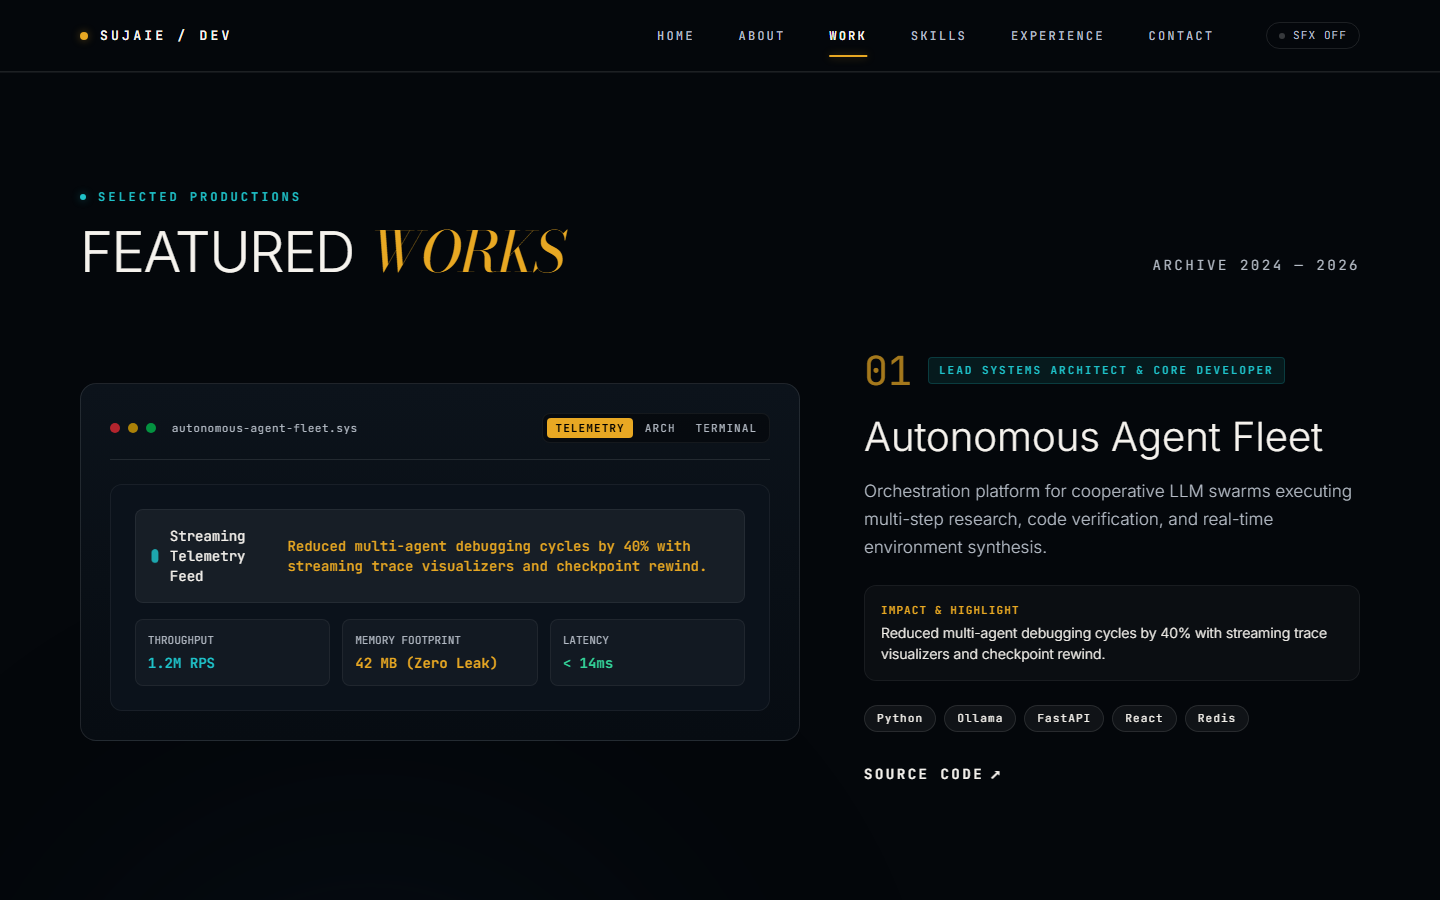 SUJAIE / DEV
HOME
ABOUT
WORK
SKILLS
EXPERIENCE
CONTACT
SFX OFF
SELECTED PRODUCTIONS
FEATURED WORKS
ARCHIVE 2024 — 2026
autonomous-agent-fleet.sys
TELEMETRY
ARCH
TERMINAL
Streaming
Telemetry
Feed
Reduced multi-agent debugging cycles by 40% with
streaming trace visualizers and checkpoint rewind.
THROUGHPUT
1.2M RPS
MEMORY FOOTPRINT
42 MB (Zero Leak)
LATENCY
< 14ms
01
LEAD SYSTEMS ARCHITECT & CORE DEVELOPER
Autonomous Agent Fleet
Orchestration platform for cooperative LLM swarms executing
multi-step research, code verification, and real-time
environment synthesis.
IMPACT & HIGHLIGHT
Reduced multi-agent debugging cycles by 40% with streaming trace
visualizers and checkpoint rewind.
Python
Ollama
FastAPI
React
Redis
SOURCE CODE ↗